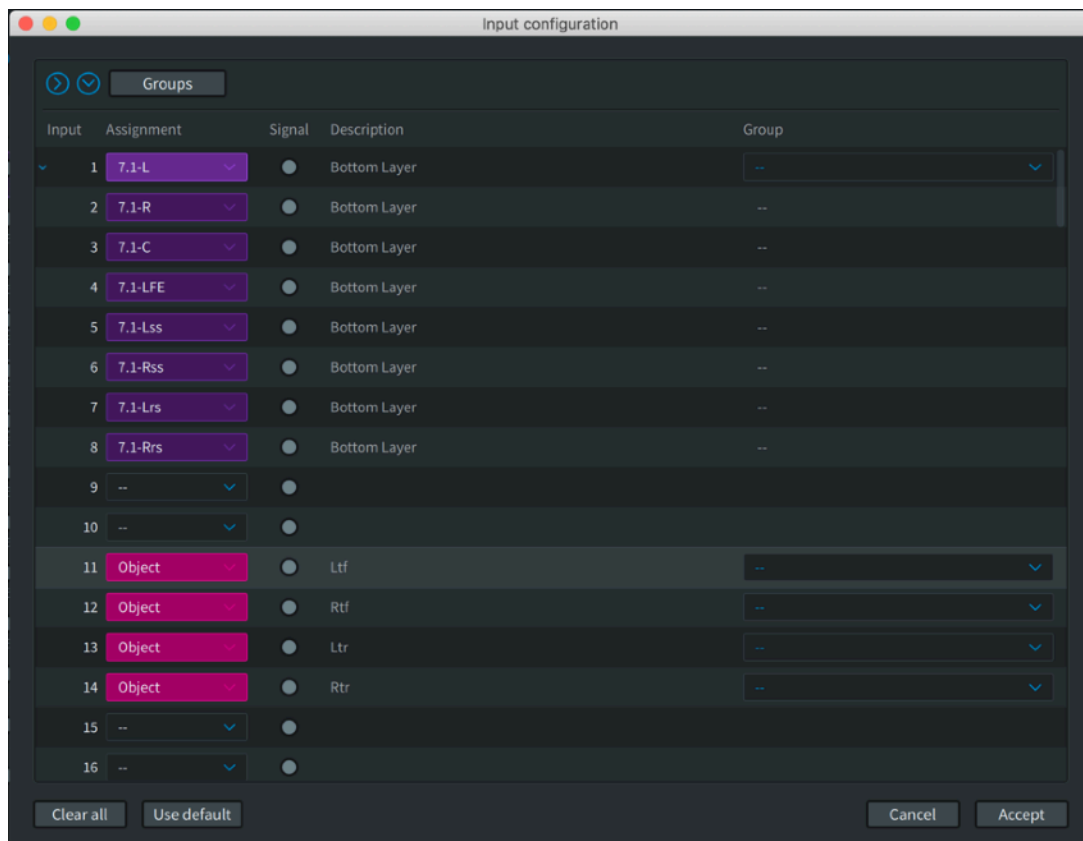 Input configuration
Groups
Input Assignment Signal Description Group
1 7.1-L Bottom Layer --
2 7.1-R Bottom Layer --
3 7.1-C Bottom Layer --
4 7.1-LFE Bottom Layer --
5 7.1-Lss Bottom Layer --
6 7.1-Rss Bottom Layer --
7 7.1-Lrs Bottom Layer --
8 7.1-Rrs Bottom Layer --
9 --
10 --
11 Object Ltf --
12 Object Rtf --
13 Object Ltr --
14 Object Rtr --
15 --
16 --
Clear all Use default Cancel Accept